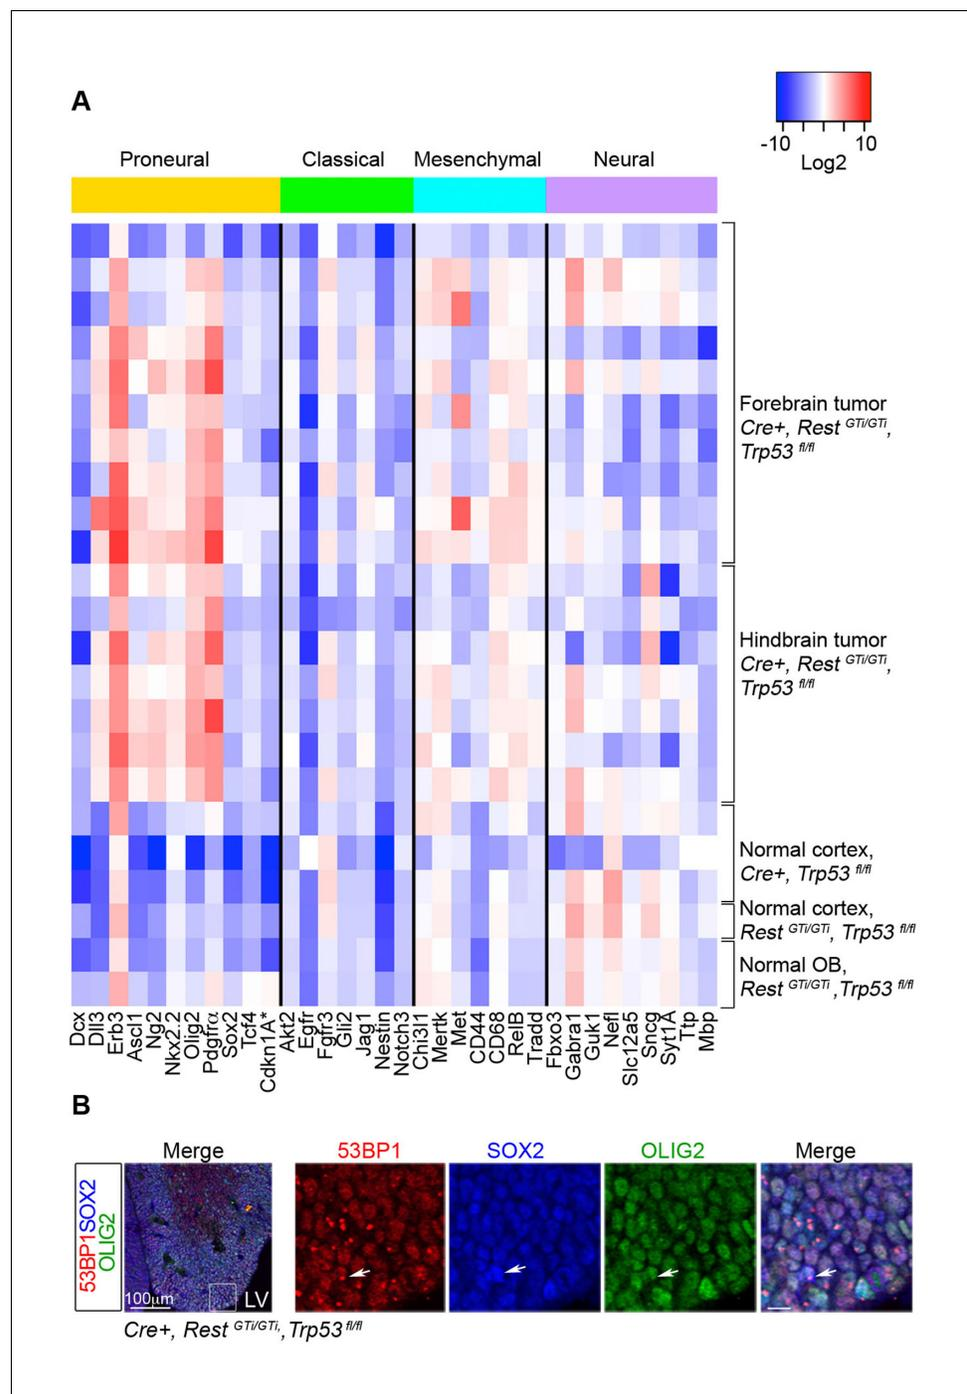 A
-10 10
Log2
Proneural Classical Mesenchymal Neural
Forebrain tumor
Cre+, Rest GTi/GTi,
Trp53 fl/fl
Hindbrain tumor
Cre+, Rest GTi/GTi,
Trp53 fl/fl
Normal cortex,
Cre+, Trp53 fl/fl
Normal cortex,
Rest GTi/GTi, Trp53 fl/fl
Normal OB,
Rest GTi/GTi ,Trp53 fl/fl
Dcx
Dll3
Erb3
Ascl1
Ng2
Nkx2.2
Olig2
Pdgfrα
Sox2
Tcf4
Cdkn1A*
Akt2
Egfr
Fgfr3
Gli2
Jag1
Nestin
Notch3
Chi3l1
Mertk
Met
CD44
CD68
RelB
Tradd
Fbxo3
Gabra1
Guk1
Nefl
Slc12a5
Sncg
Syt1A
Ttp
Mbp
B
Merge 53BP1 SOX2 OLIG2 Merge
53BP1SOX2
OLIG2
100µm LV
Cre+, Rest GTi/GTi,,Trp53 fl/fl